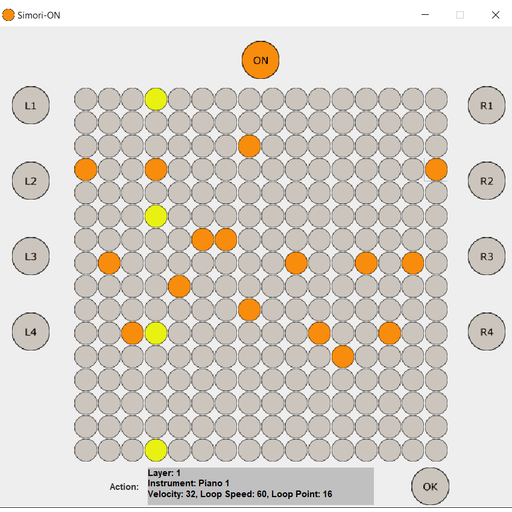 Simori-ON
ON
L1
R1
L2
R2
L3
R3
L4
R4
Action:
Layer: 1
Instrument: Piano 1
Velocity: 32, Loop Speed: 60, Loop Point: 16
OK